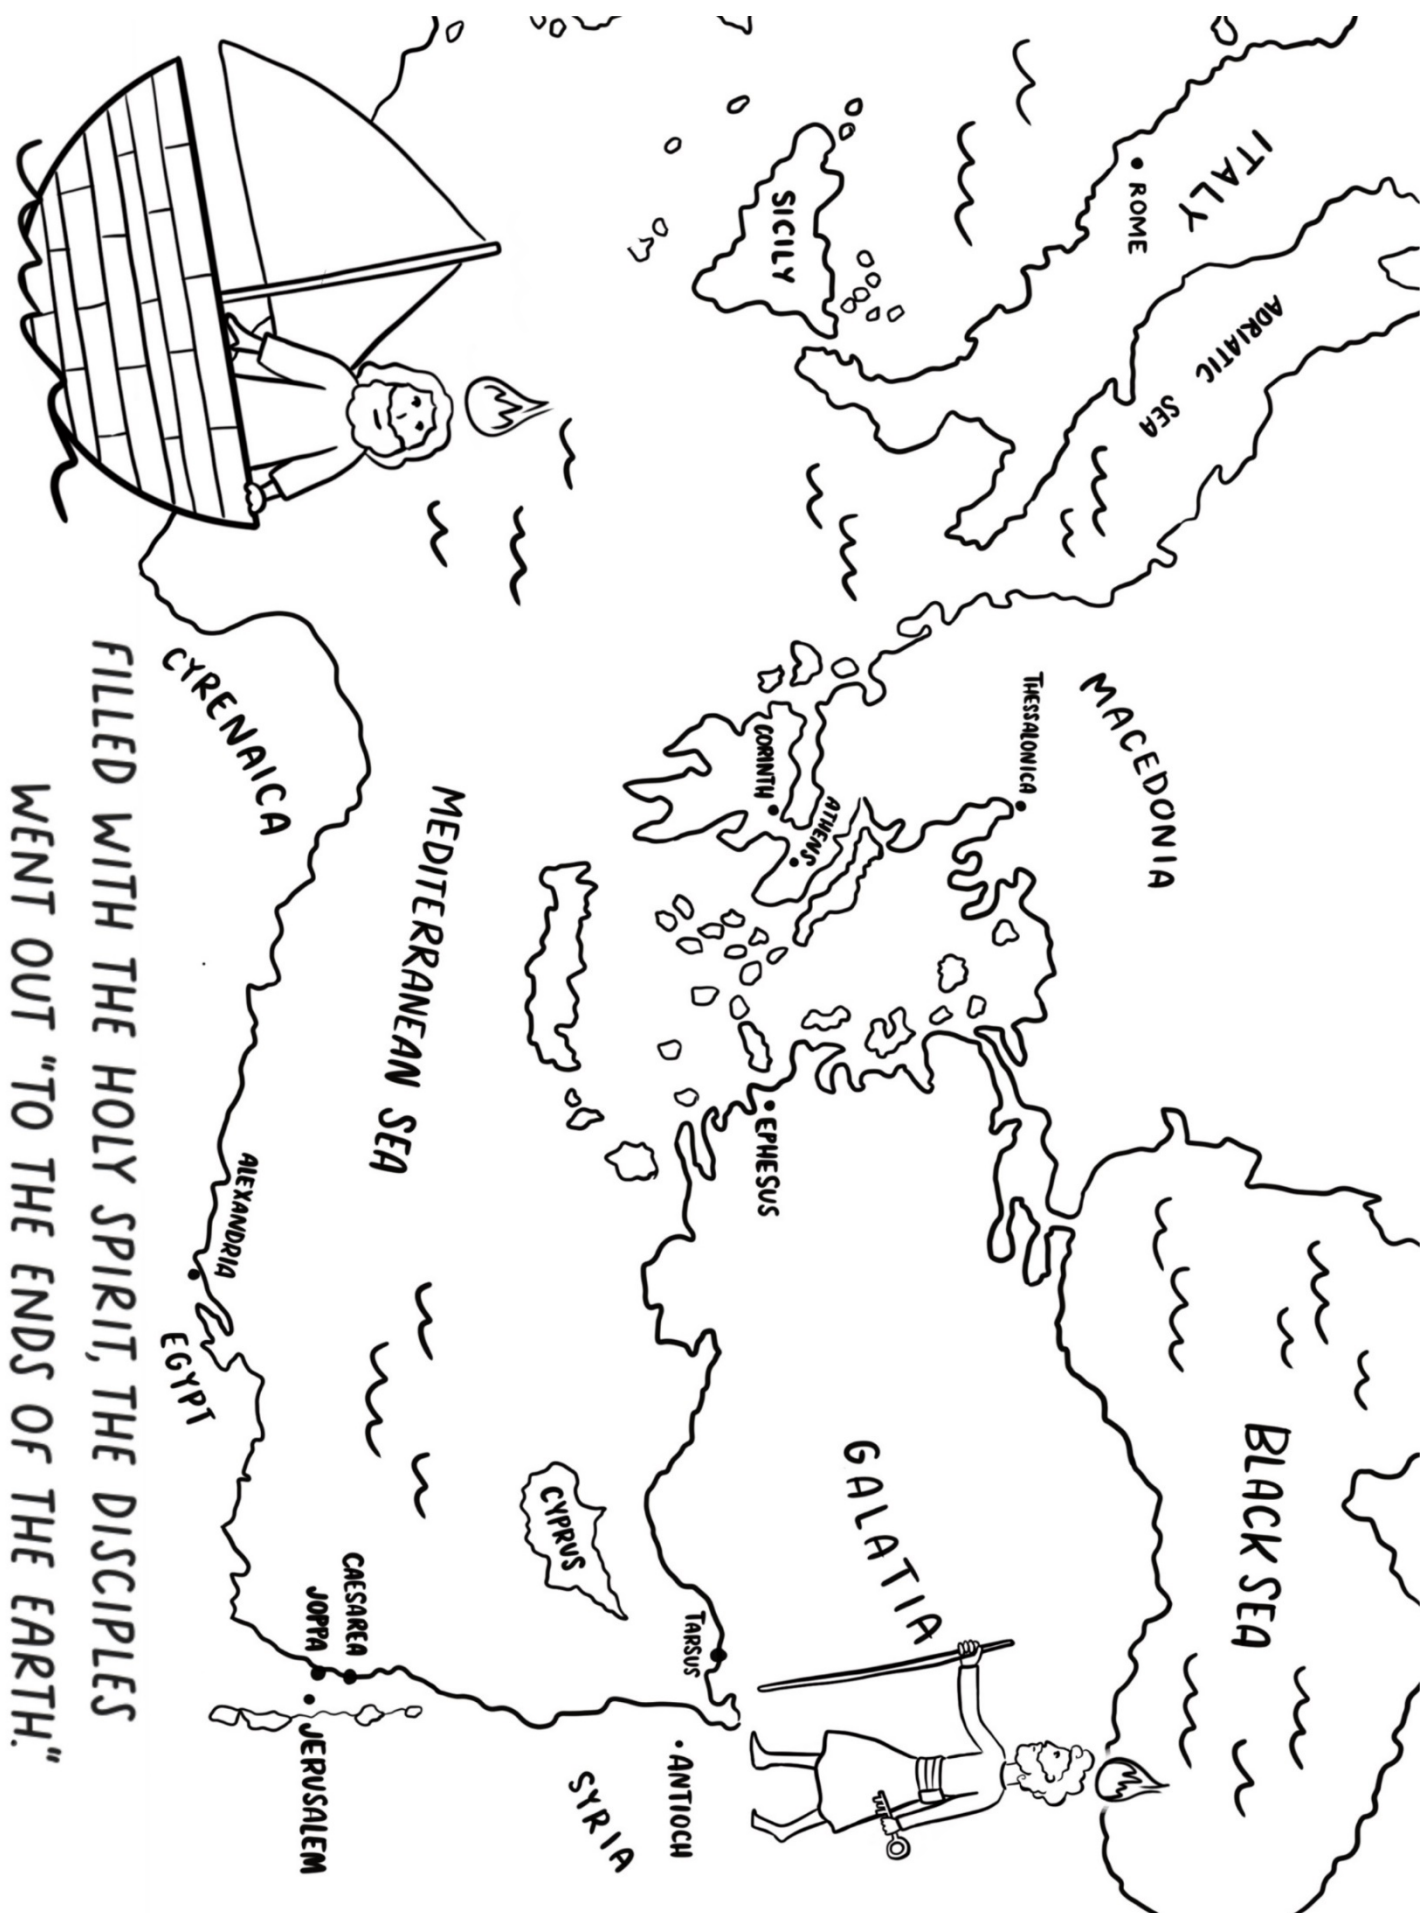 ITALY
ROME
ADRIATIC
SEA
SICILY
MACEDONIA
THESSALONICA
CORINTH
ATHENS
EPHESUS
BLACK SEA
GALATIA
MEDITERRANEAN SEA
CYPRUS
TARSUS
ANTIOCH
SYRIA
CYRENAICA
ALEXANDRIA
EGYPT
CAESAREA
JOPPA
JERUSALEM
FILLED WITH THE HOLY SPIRIT, THE DISCIPLES
WENT OUT "TO THE ENDS OF THE EARTH."